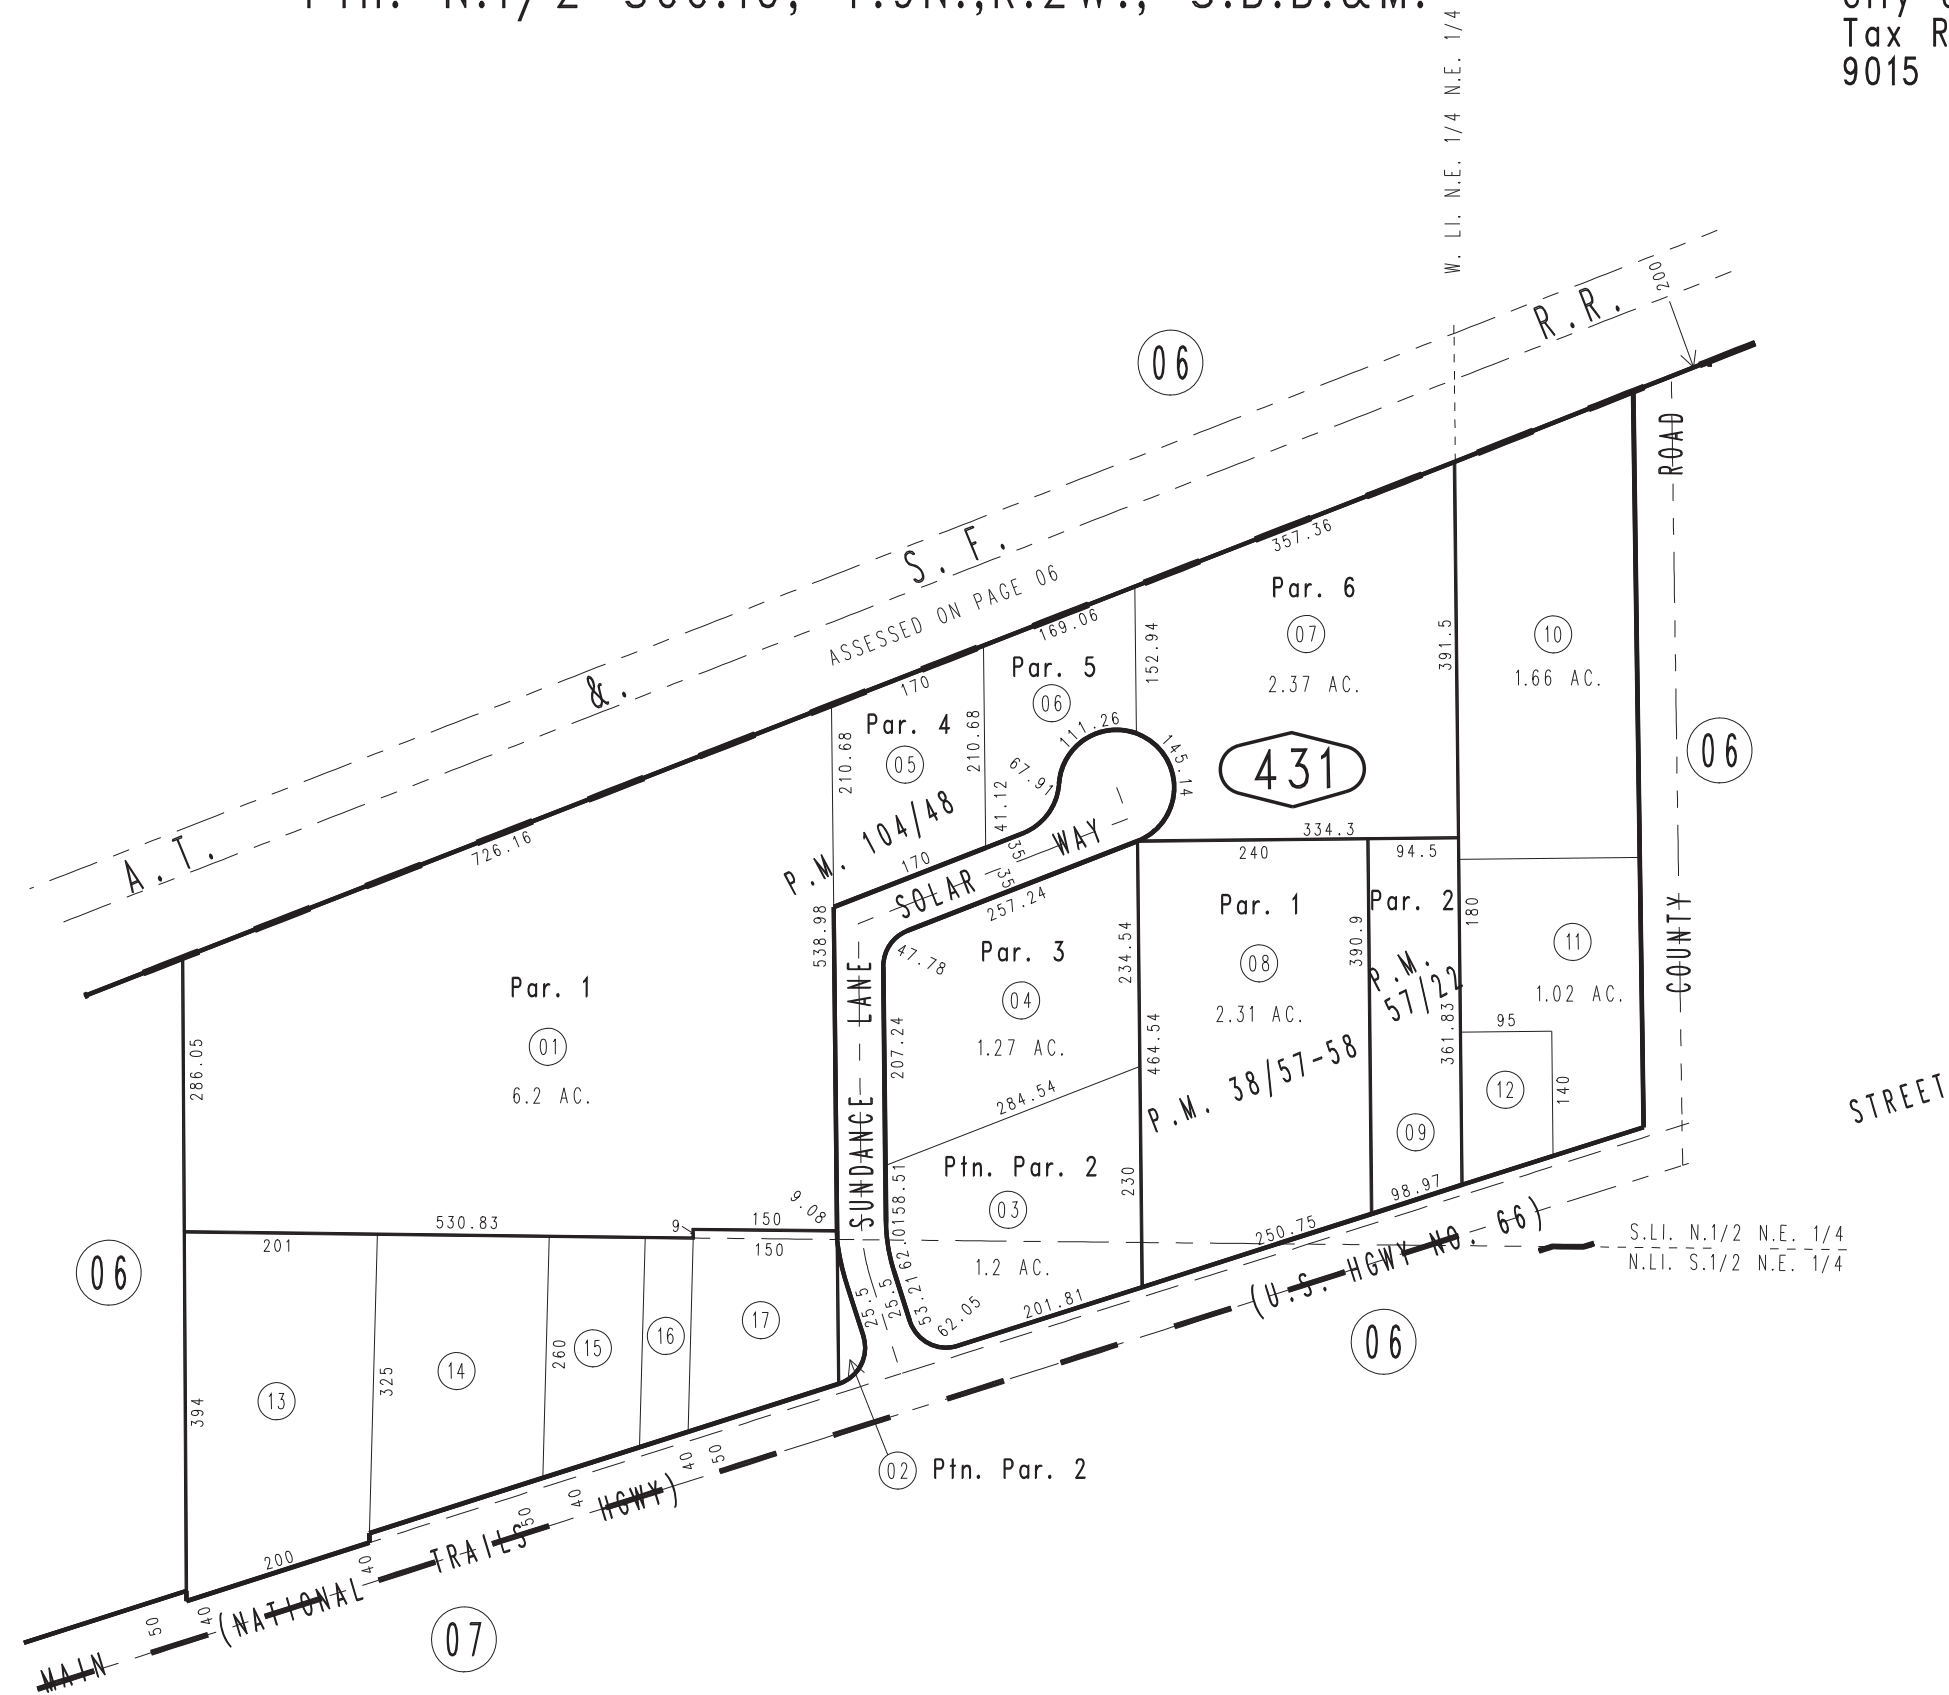 Ptn. N.1/2 Sec.16, T.9N.,R.2W., S.B.B.&M.
Tax R
9015
W. LI. N.E. 1/4 N.E. 1/4
200
R.R.
06
ROAD
S. F.
357.36
ASSESSED ON PAGE 06
Par. 6
169.06
07
10
152.94
391.5
&.
Par. 5
2.37 AC.
1.66 AC.
170
06
Par. 4
111.26
06
210.68
05
210.68
67.91
145.14
431
P.M. 104/48
41.12
WAY
334.3
A.T.
726.16
170
35
240
94.5
SOLAR
35
257.24
Par. 1
Par. 2
180
538.98
47.78
Par. 3
234.54
390.9
11
COUNTY
LANE
08
P.M.
57/22
Par. 1
04
2.31 AC.
1.02 AC.
01
207.24
1.27 AC.
464.54
361.83
95
286.05
6.2 AC.
284.54
P.M. 38/57-58
12
140
STREET
SUNDANCE
09
Ptn. Par. 2
230
158.51
98.97
9.08
03
530.83
9
150
250.75
(U.S. HGWY NO. 66)
201
150
62.0
S.LI. N.1/2 N.E. 1/4
N.LI. S.1/2 N.E. 1/4
06
1.2 AC.
25.5
25.5
53.21
62.05
201.81
17
16
15
260
14
325
13
394
06
02 Ptn. Par. 2
40
50
40
50
HGWY)
TRAILS
200
40
(NATIONAL
40
50
07
MAIN